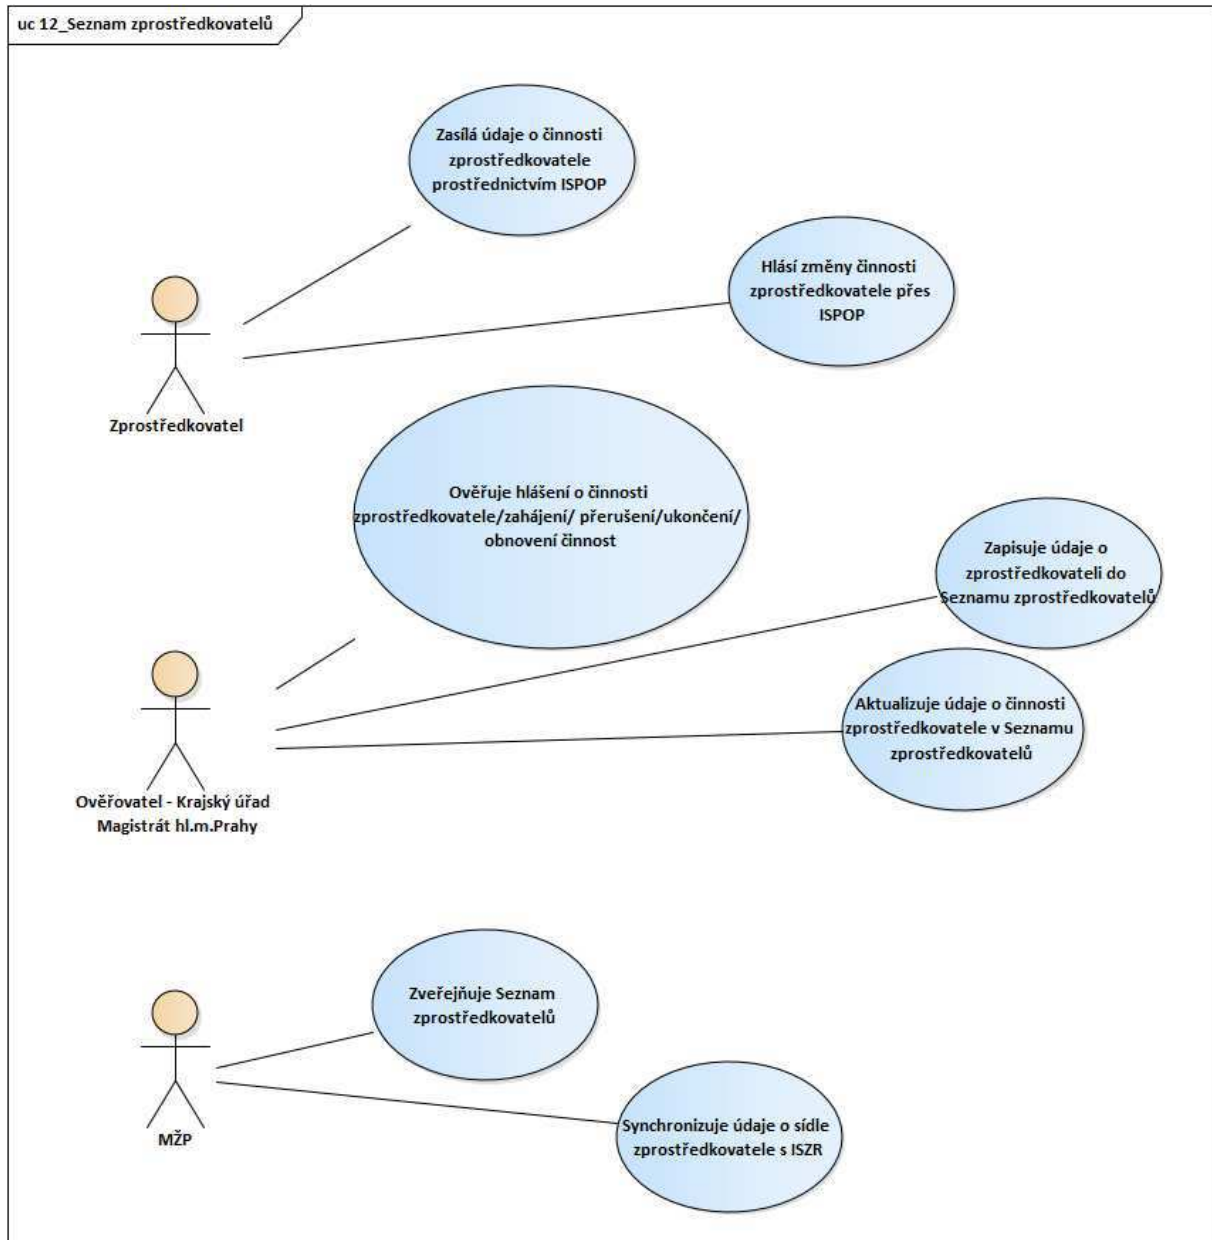 uc 12_Seznam zprostředkovatelů
Zasílá údaje o činnosti
zprostředkovatele
prostřednictvím ISPOP
Hlásí změny činnosti
zprostředkovatele přes
ISPOP
Zprostředkovatel
Ověřuje hlášení o činnosti
zprostředkovatele/zahájení/ přerušení/ukončení/
obnovení činnost
Zapisuje údaje o
zprostředkovateli do
Seznamu zprostředkovatelů
Aktualizuje údaje o činnosti
zprostředkovatele v Seznamu
zprostředkovatelů
Ověřovatel - Krajský úřad
Magistrát hl.m.Prahy
Zveřejňuje Seznam
zprostředkovatelů
Synchronizuje údaje o sídle
zprostředkovatele s ISZR
MŽP